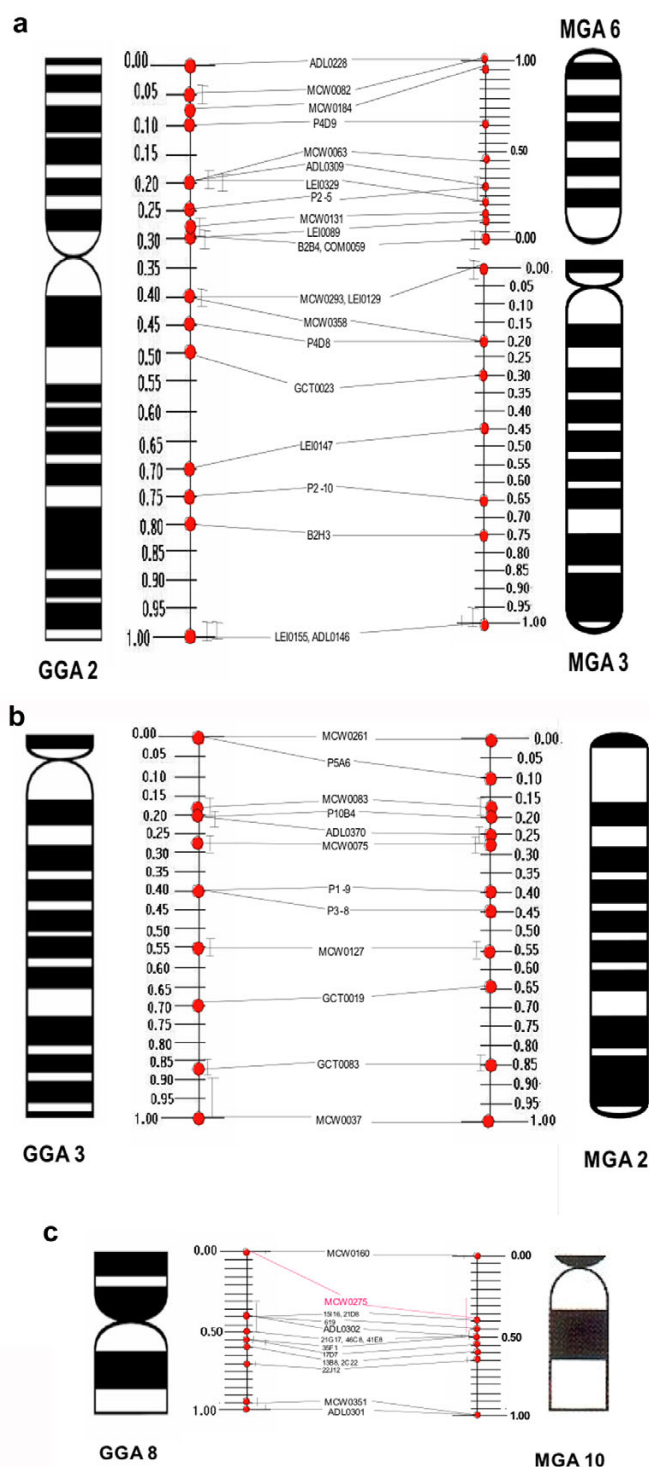 a
MGA 6
0.00
0.05
0.10
0.15
0.20
0.25
0.30
0.35
0.40
0.45
0.50
0.55
0.60
0.65
0.70
0.75
0.80
0.85
0.90
0.95
1.00
ADL0228
MCW0082
MCW0184
P4D9
MCW0063
ADL0309
LEI0329
P2-5
MCW0131
LEI0089
B2B4, COM0059
MCW0293, LEI0129
MCW0358
P4D8
GCT0023
LEI0147
P2-10
B2H3
LEI0155, ADL0146
1.00
0.50
0.00
0.00
0.05
0.10
0.15
0.20
0.25
0.30
0.35
0.40
0.45
0.50
0.55
0.60
0.65
0.70
0.75
0.80
0.85
0.90
0.95
1.00
GGA 2
MGA 3
b
0.00
0.05
0.10
0.15
0.20
0.25
0.30
0.35
0.40
0.45
0.50
0.55
0.60
0.65
0.70
0.75
0.80
0.85
0.90
0.95
1.00
MCW0261
P5A6
MCW0083
P10B4
ADL0370
MCW0075
P1-9
P3-8
MCW0127
GCT0019
GCT0083
MCW0037
0.00
0.05
0.10
0.15
0.20
0.25
0.30
0.35
0.40
0.45
0.50
0.55
0.60
0.65
0.70
0.75
0.80
0.85
0.90
0.95
1.00
GGA 3
MGA 2
c
0.00
0.50
1.00
MCW0160
MCW0275
15I16, 21D8
619
ADL0302
21G17, 46C8, 41E8
35F1
17D7
13B8, 2C22
22J12
MCW0351
ADL0301
0.00
0.50
1.00
GGA 8
MGA 10